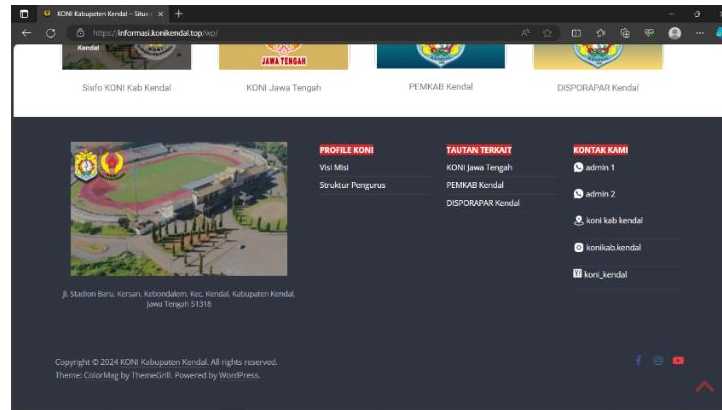 KONI Kabupaten Kendal – Situs
https://informasi.konikendal.top/wp/
Kendal
JAWA TENGAH
Sisfo KONI Kab Kendal
KONI Jawa Tengah
PEMKAB Kendal
DISPORAPAR Kendal
PROFILE KONI
Visi Misi
Struktur Pengurus
TAUTAN TERKAIT
KONI Jawa Tengah
PEMKAB Kendal
DISPORAPAR Kendal
KONTAK KAMI
admin 1
admin 2
koni kab kendal
konikab.kendal
koni_kendal
Jl. Stadion Baru, Kersan, Kebondalem, Kec. Kendal, Kabupaten Kendal,
Jawa Tengah 51318
Copyright © 2024 KONI Kabupaten Kendal. All rights reserved.
Theme: ColorMag by ThemeGrill. Powered by WordPress.